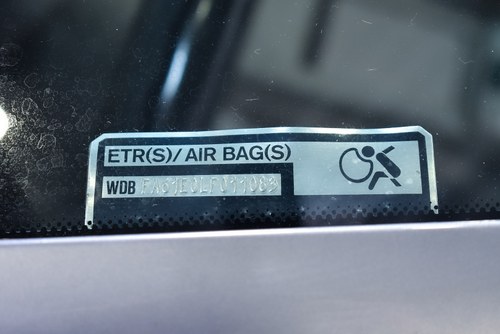 ETR(S)/ AIR BAG(S)
WDB